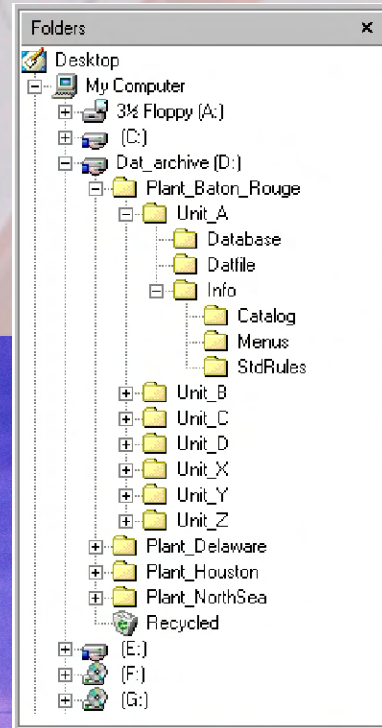 Folders
Desktop
My Computer
3½ Floppy (A:)
(C:)
Dat_archive (D:)
Plant_Baton_Rouge
Unit_A
Database
Datfile
Info
Catalog
Menus
StdRules
Unit_B
Unit_C
Unit_D
Unit_X
Unit_Y
Unit_Z
Plant_Delaware
Plant_Houston
Plant_NorthSea
Recycled
(E:)
(F:)
(G:)